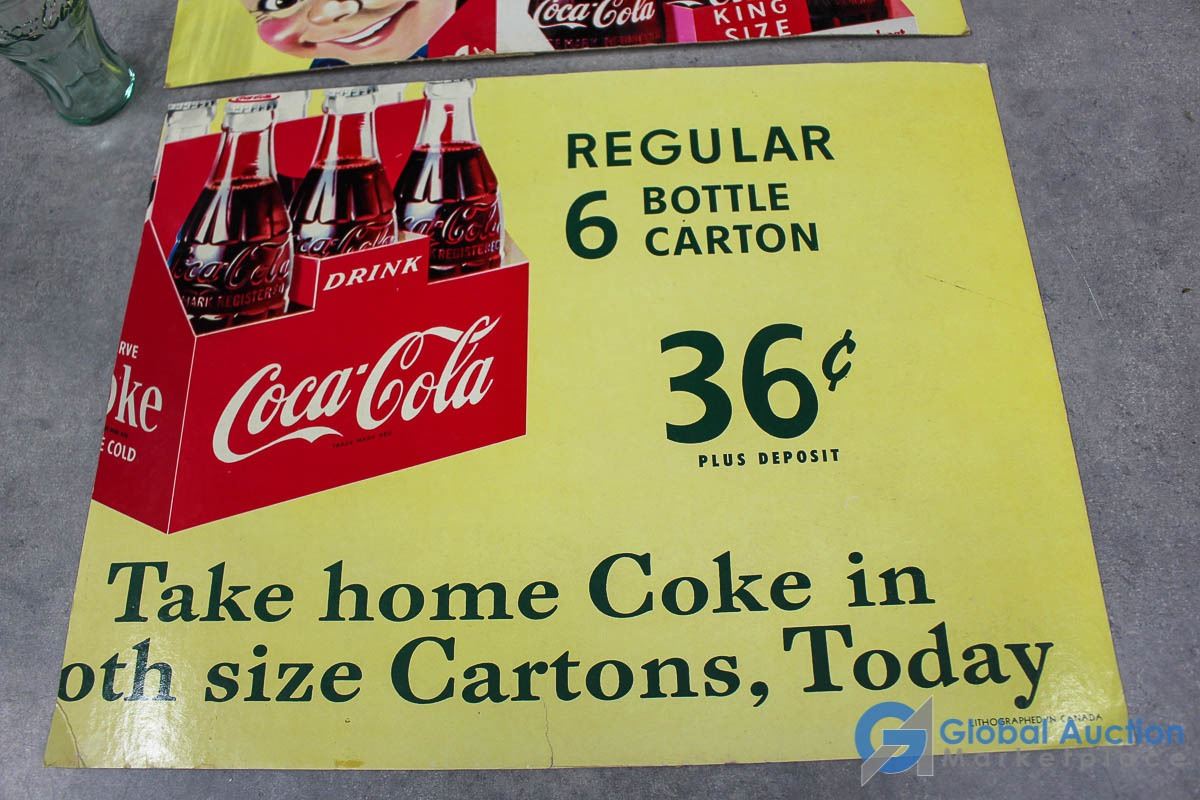 Coca-Cola
KING
SIZE
REGULAR
6 BOTTLE
CARTON
36¢
PLUS DEPOSIT
DRINK
Coca-Cola
RVE
oke
E COLD
Take home Coke in
oth size Cartons, Today
LITHOGRAPHED IN CANADA
Global Auction
Marketplace